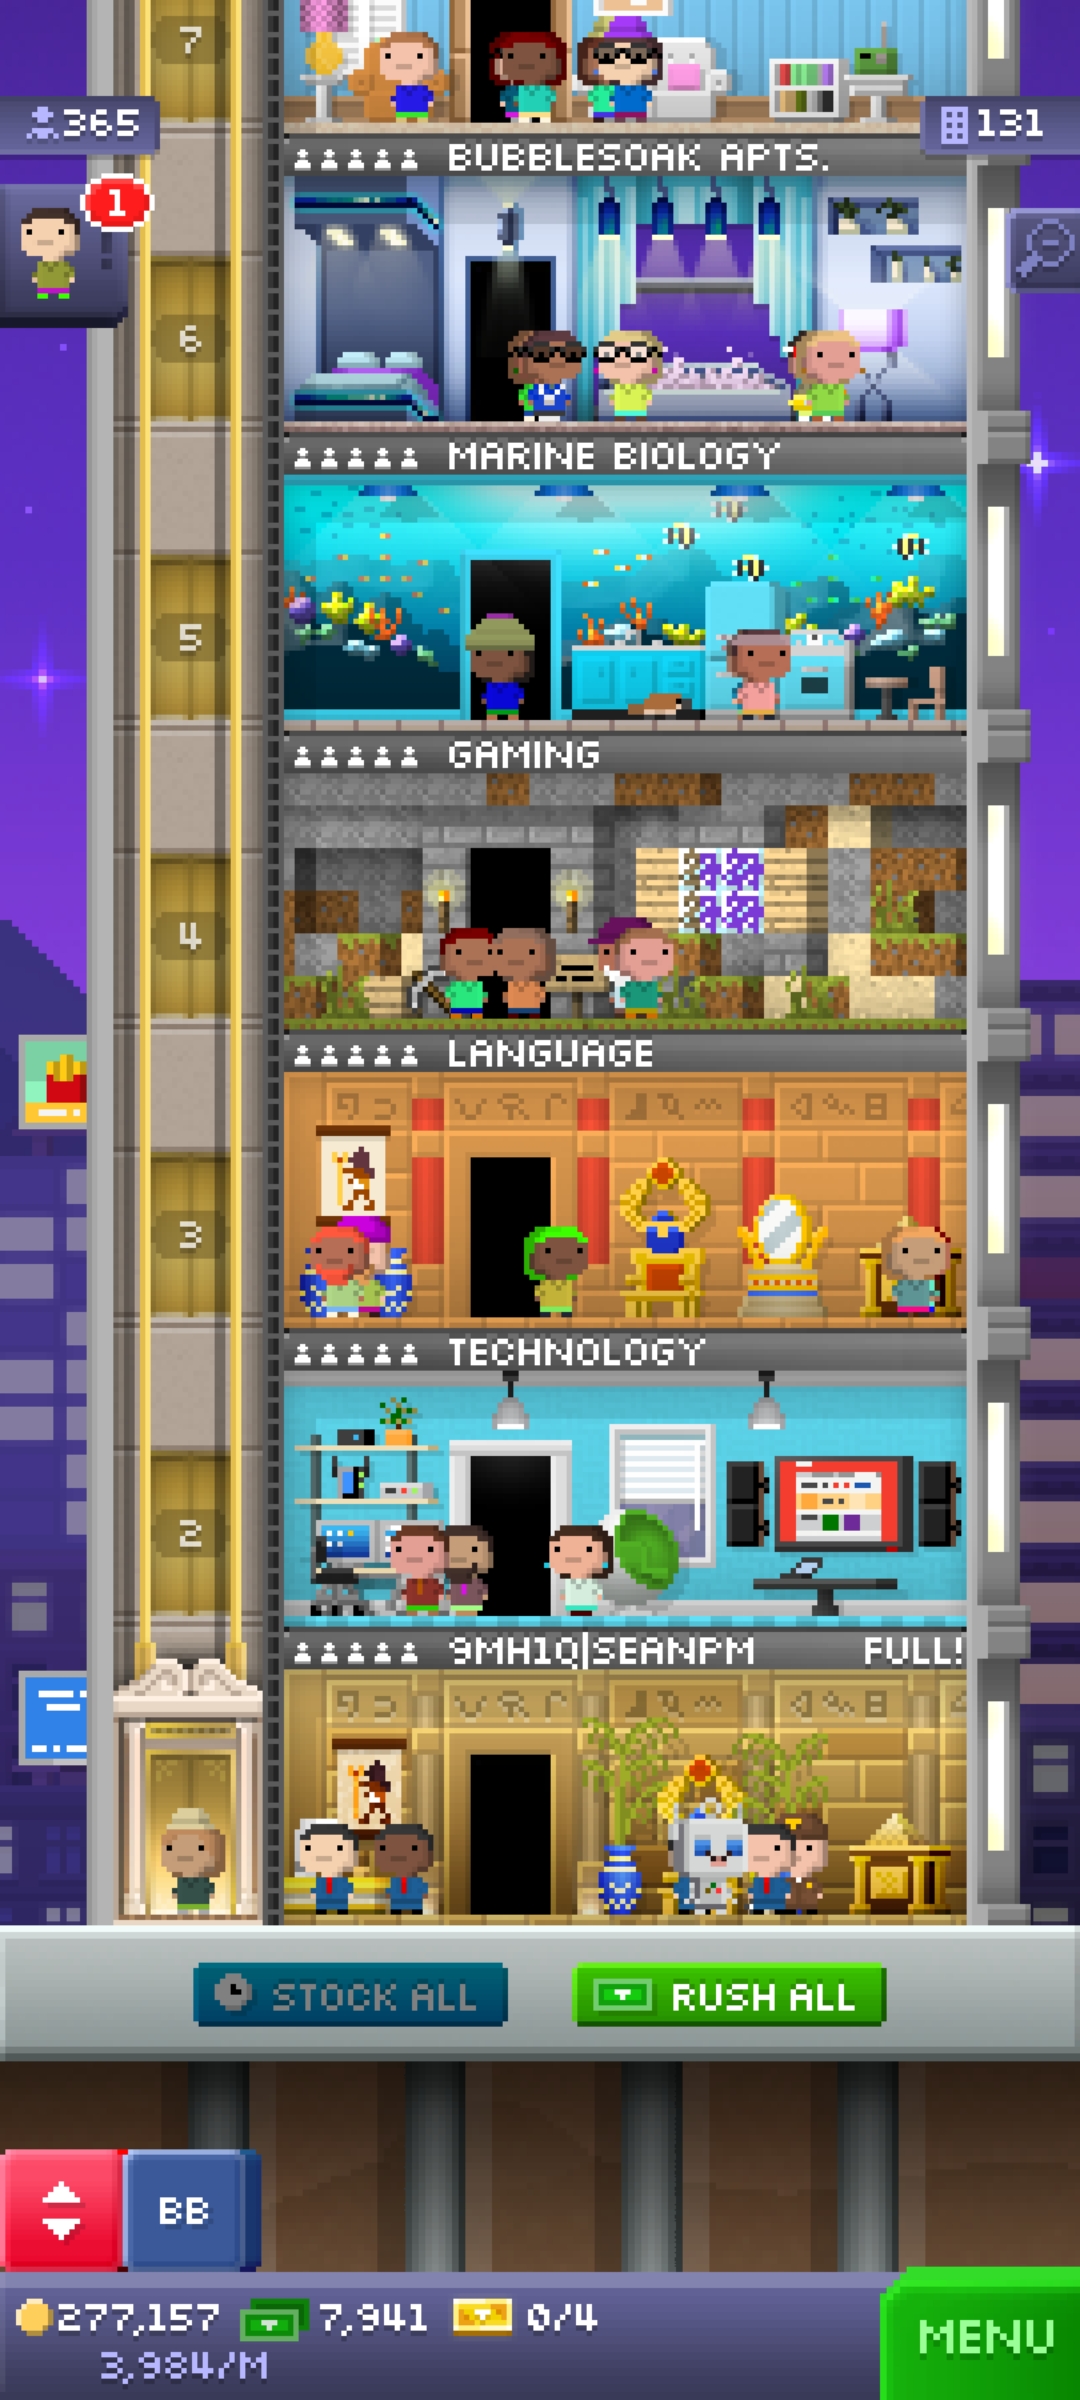 7
365
131
BUBBLESOAK APTS.
1
6
MARINE BIOLOGY
5
GAMING
4
LANGUAGE
3
TECHNOLOGY
2
9MH1Q|SEANPM FULL!
STOCK ALL
RUSH ALL
BB
277,157 7,941 0/4
3,984/M
MENU